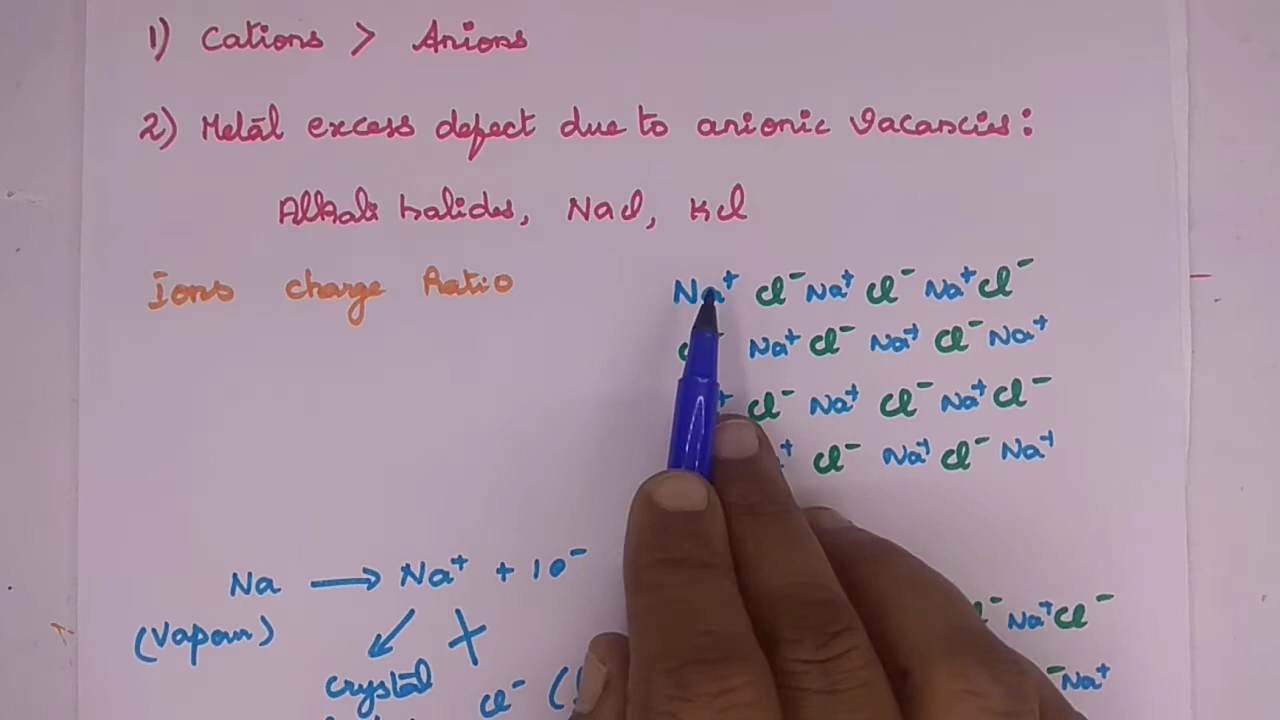 1) Cations > Anions
2) Metal excess defect due to anionic Vacancies:
Alkali halides, NaCl, KCl
Ions charge Ratio
Na⁺ Cl⁻ Na⁺ Cl⁻ Na⁺ Cl⁻
Na⁺ Cl⁻ Na⁺ Cl⁻ Na⁺
Cl⁻ Na⁺ Cl⁻ Na⁺ Cl⁻
Cl⁻ Na⁺ Cl⁻ Na⁺
Na → Na⁺ + 1e⁻
(Vapour)
Na⁺ Cl⁻
crystal
Cl⁻
Na⁺